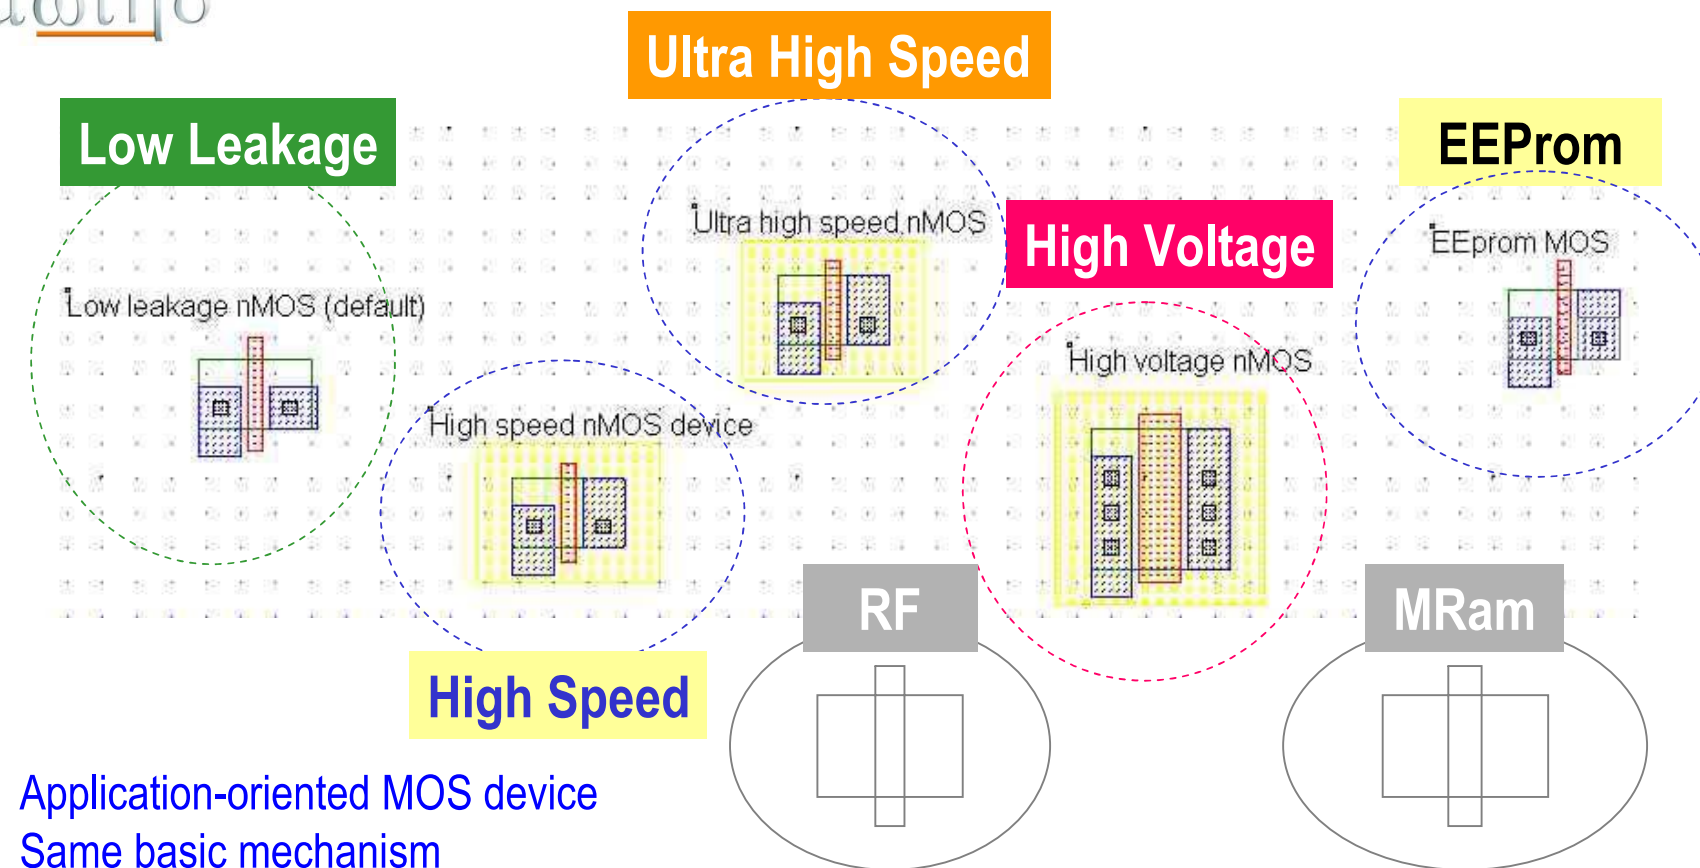 Ultra High Speed
Low Leakage
EEProm
Ultra high speed nMOS
High Voltage
EEprom MOS
Low leakage nMOS (default)
High voltage nMOS
High speed nMOS device
RF
MRam
High Speed
Application-oriented MOS device
Same basic mechanism